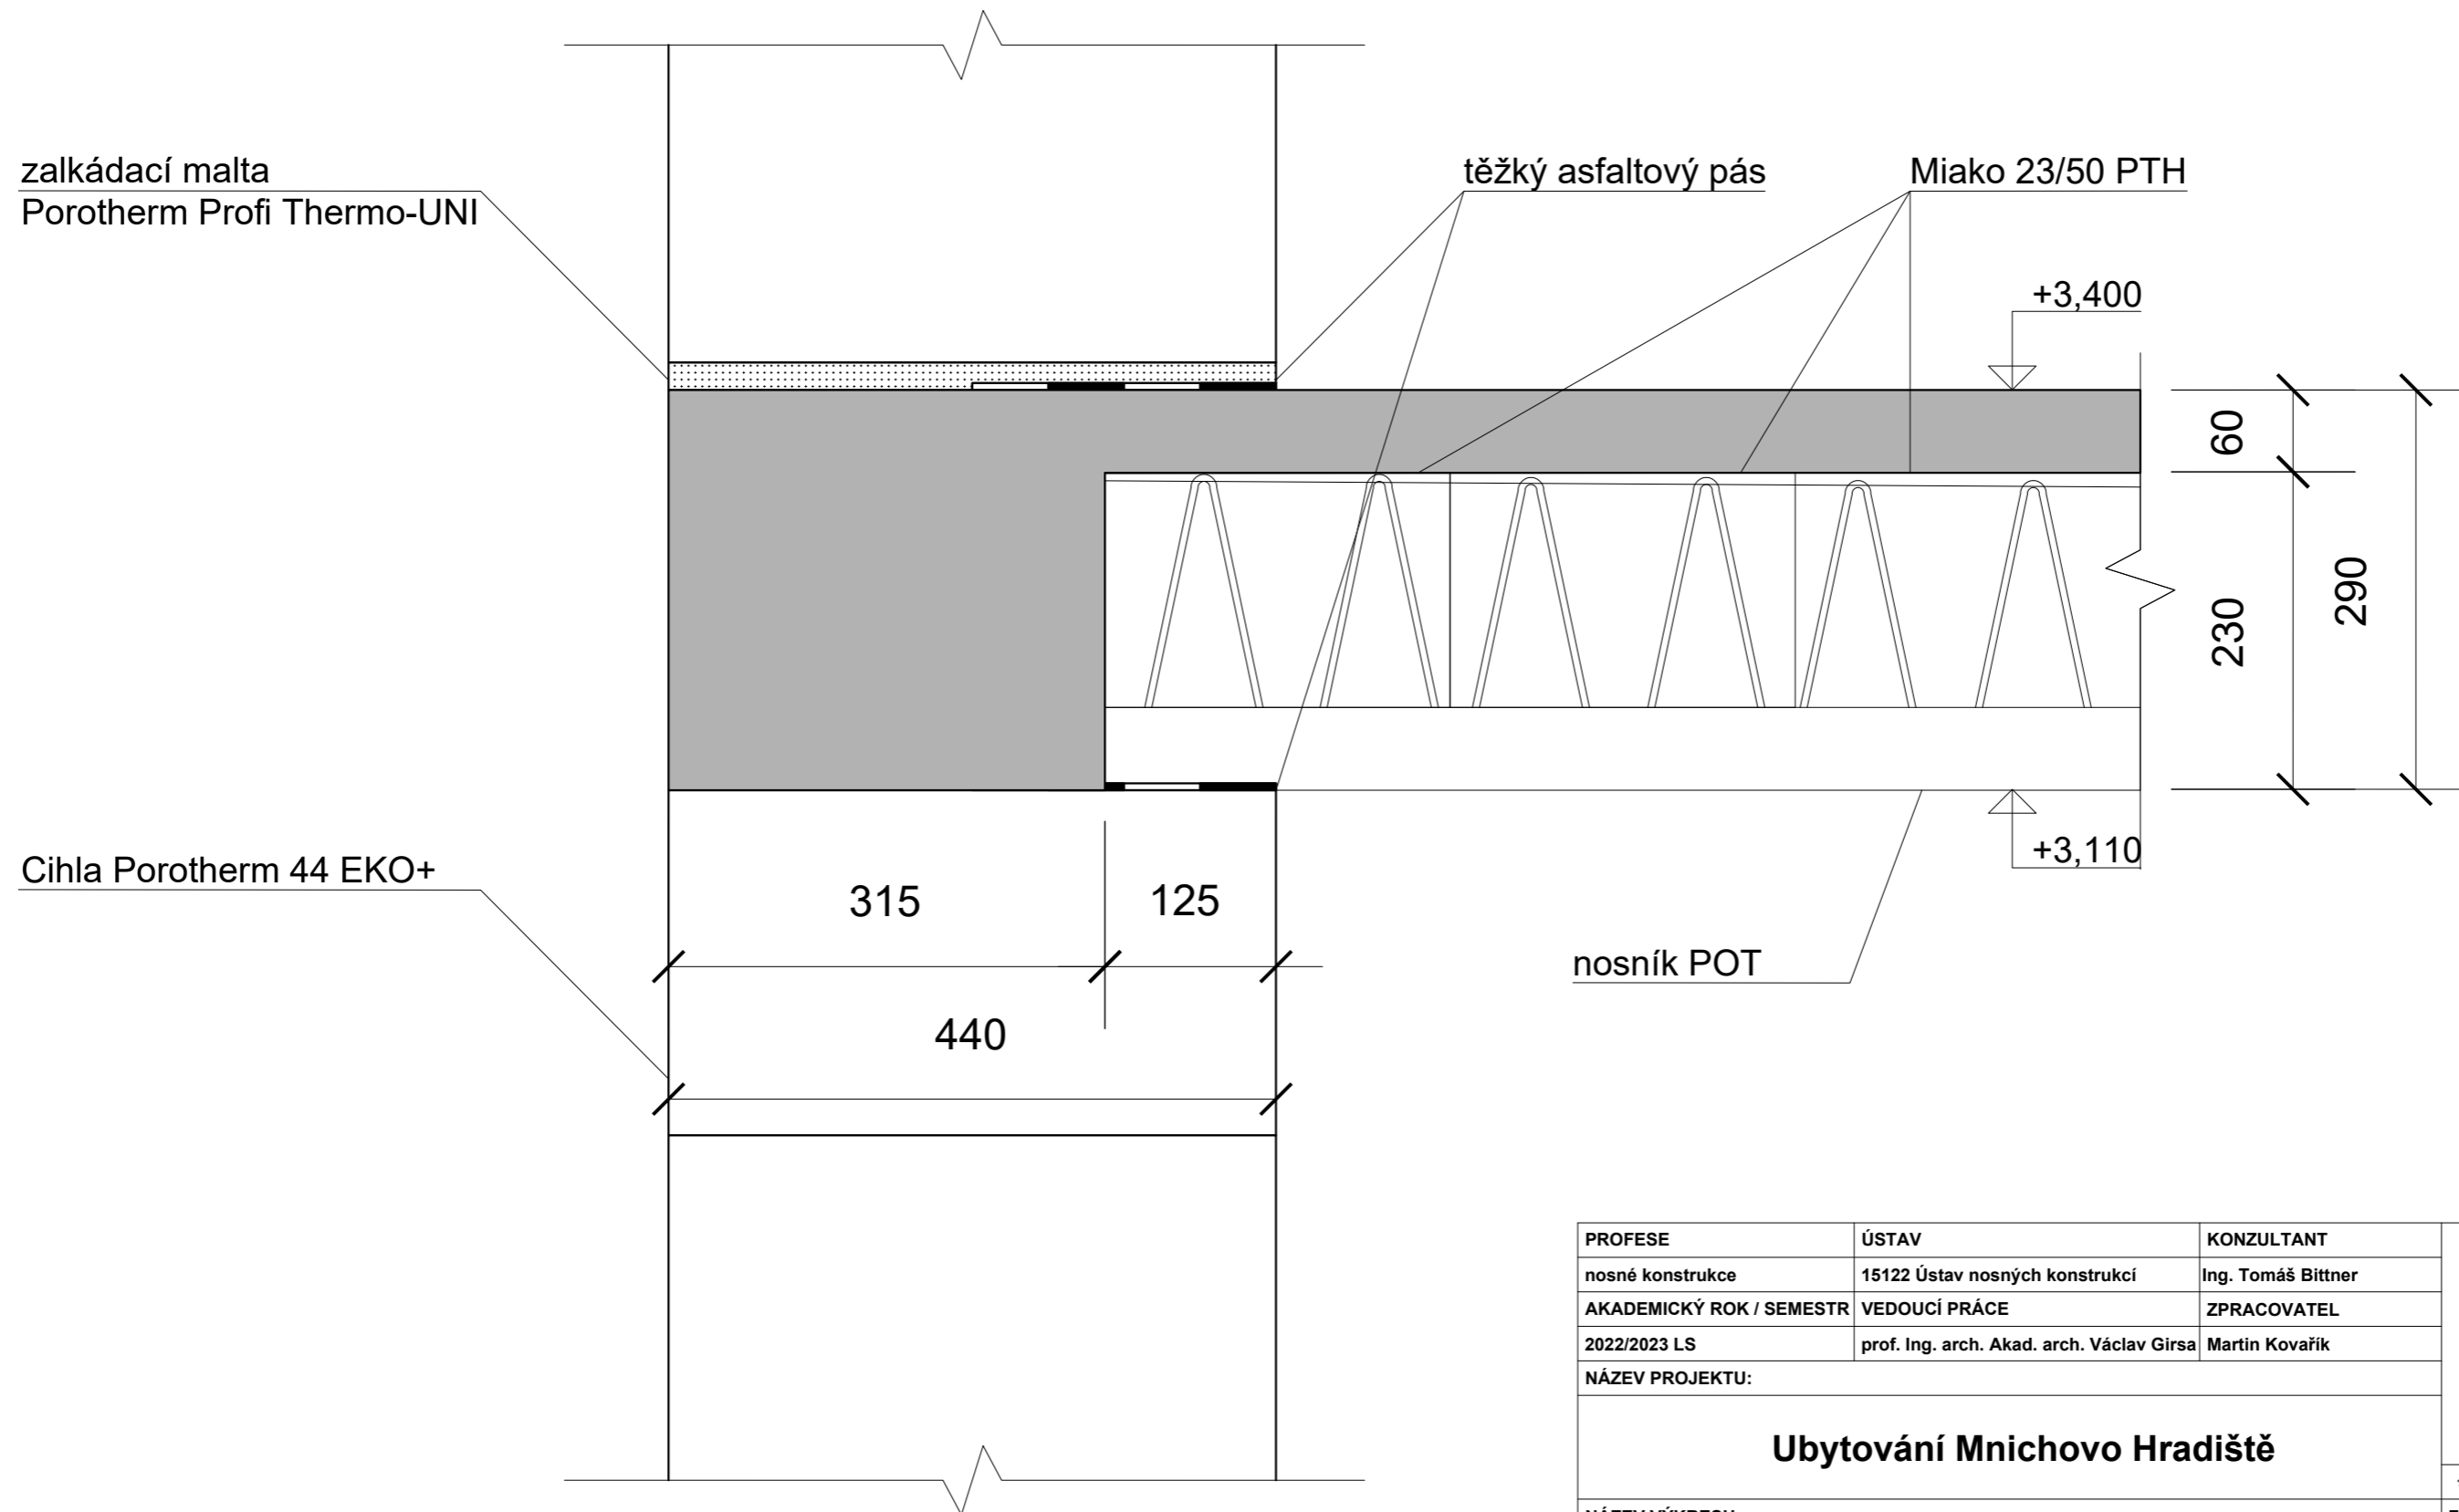 zalkádací malta
Porotherm Profi Thermo-UNI
těžký asfaltový pás
Miako 23/50 PTH
+3,400
60
230
290
+3,110
Cihla Porotherm 44 EKO+
315
125
nosník POT
440
PROFESE ÚSTAV KONZULTANT
nosné konstrukce 15122 Ústav nosných konstrukcí Ing. Tomáš Bittner
AKADEMICKÝ ROK / SEMESTR VEDOUCÍ PRÁCE ZPRACOVATEL
2022/2023 LS prof. Ing. arch. Akad. arch. Václav Girsa Martin Kovařík
NÁZEV PROJEKTU:
Ubytování Mnichovo Hradiště